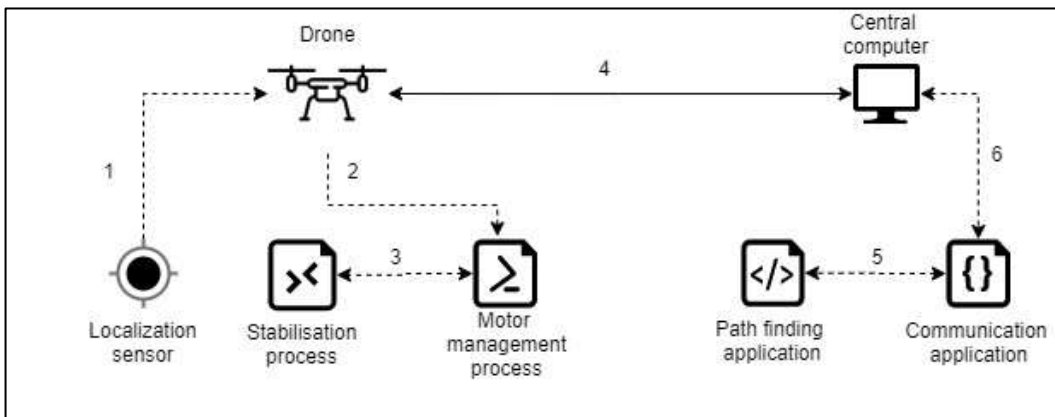 Drone
Central
computer
4
1
2
6
3
5
Localization
sensor
Stabilisation
process
Motor
management
process
Path finding
application
Communication
application